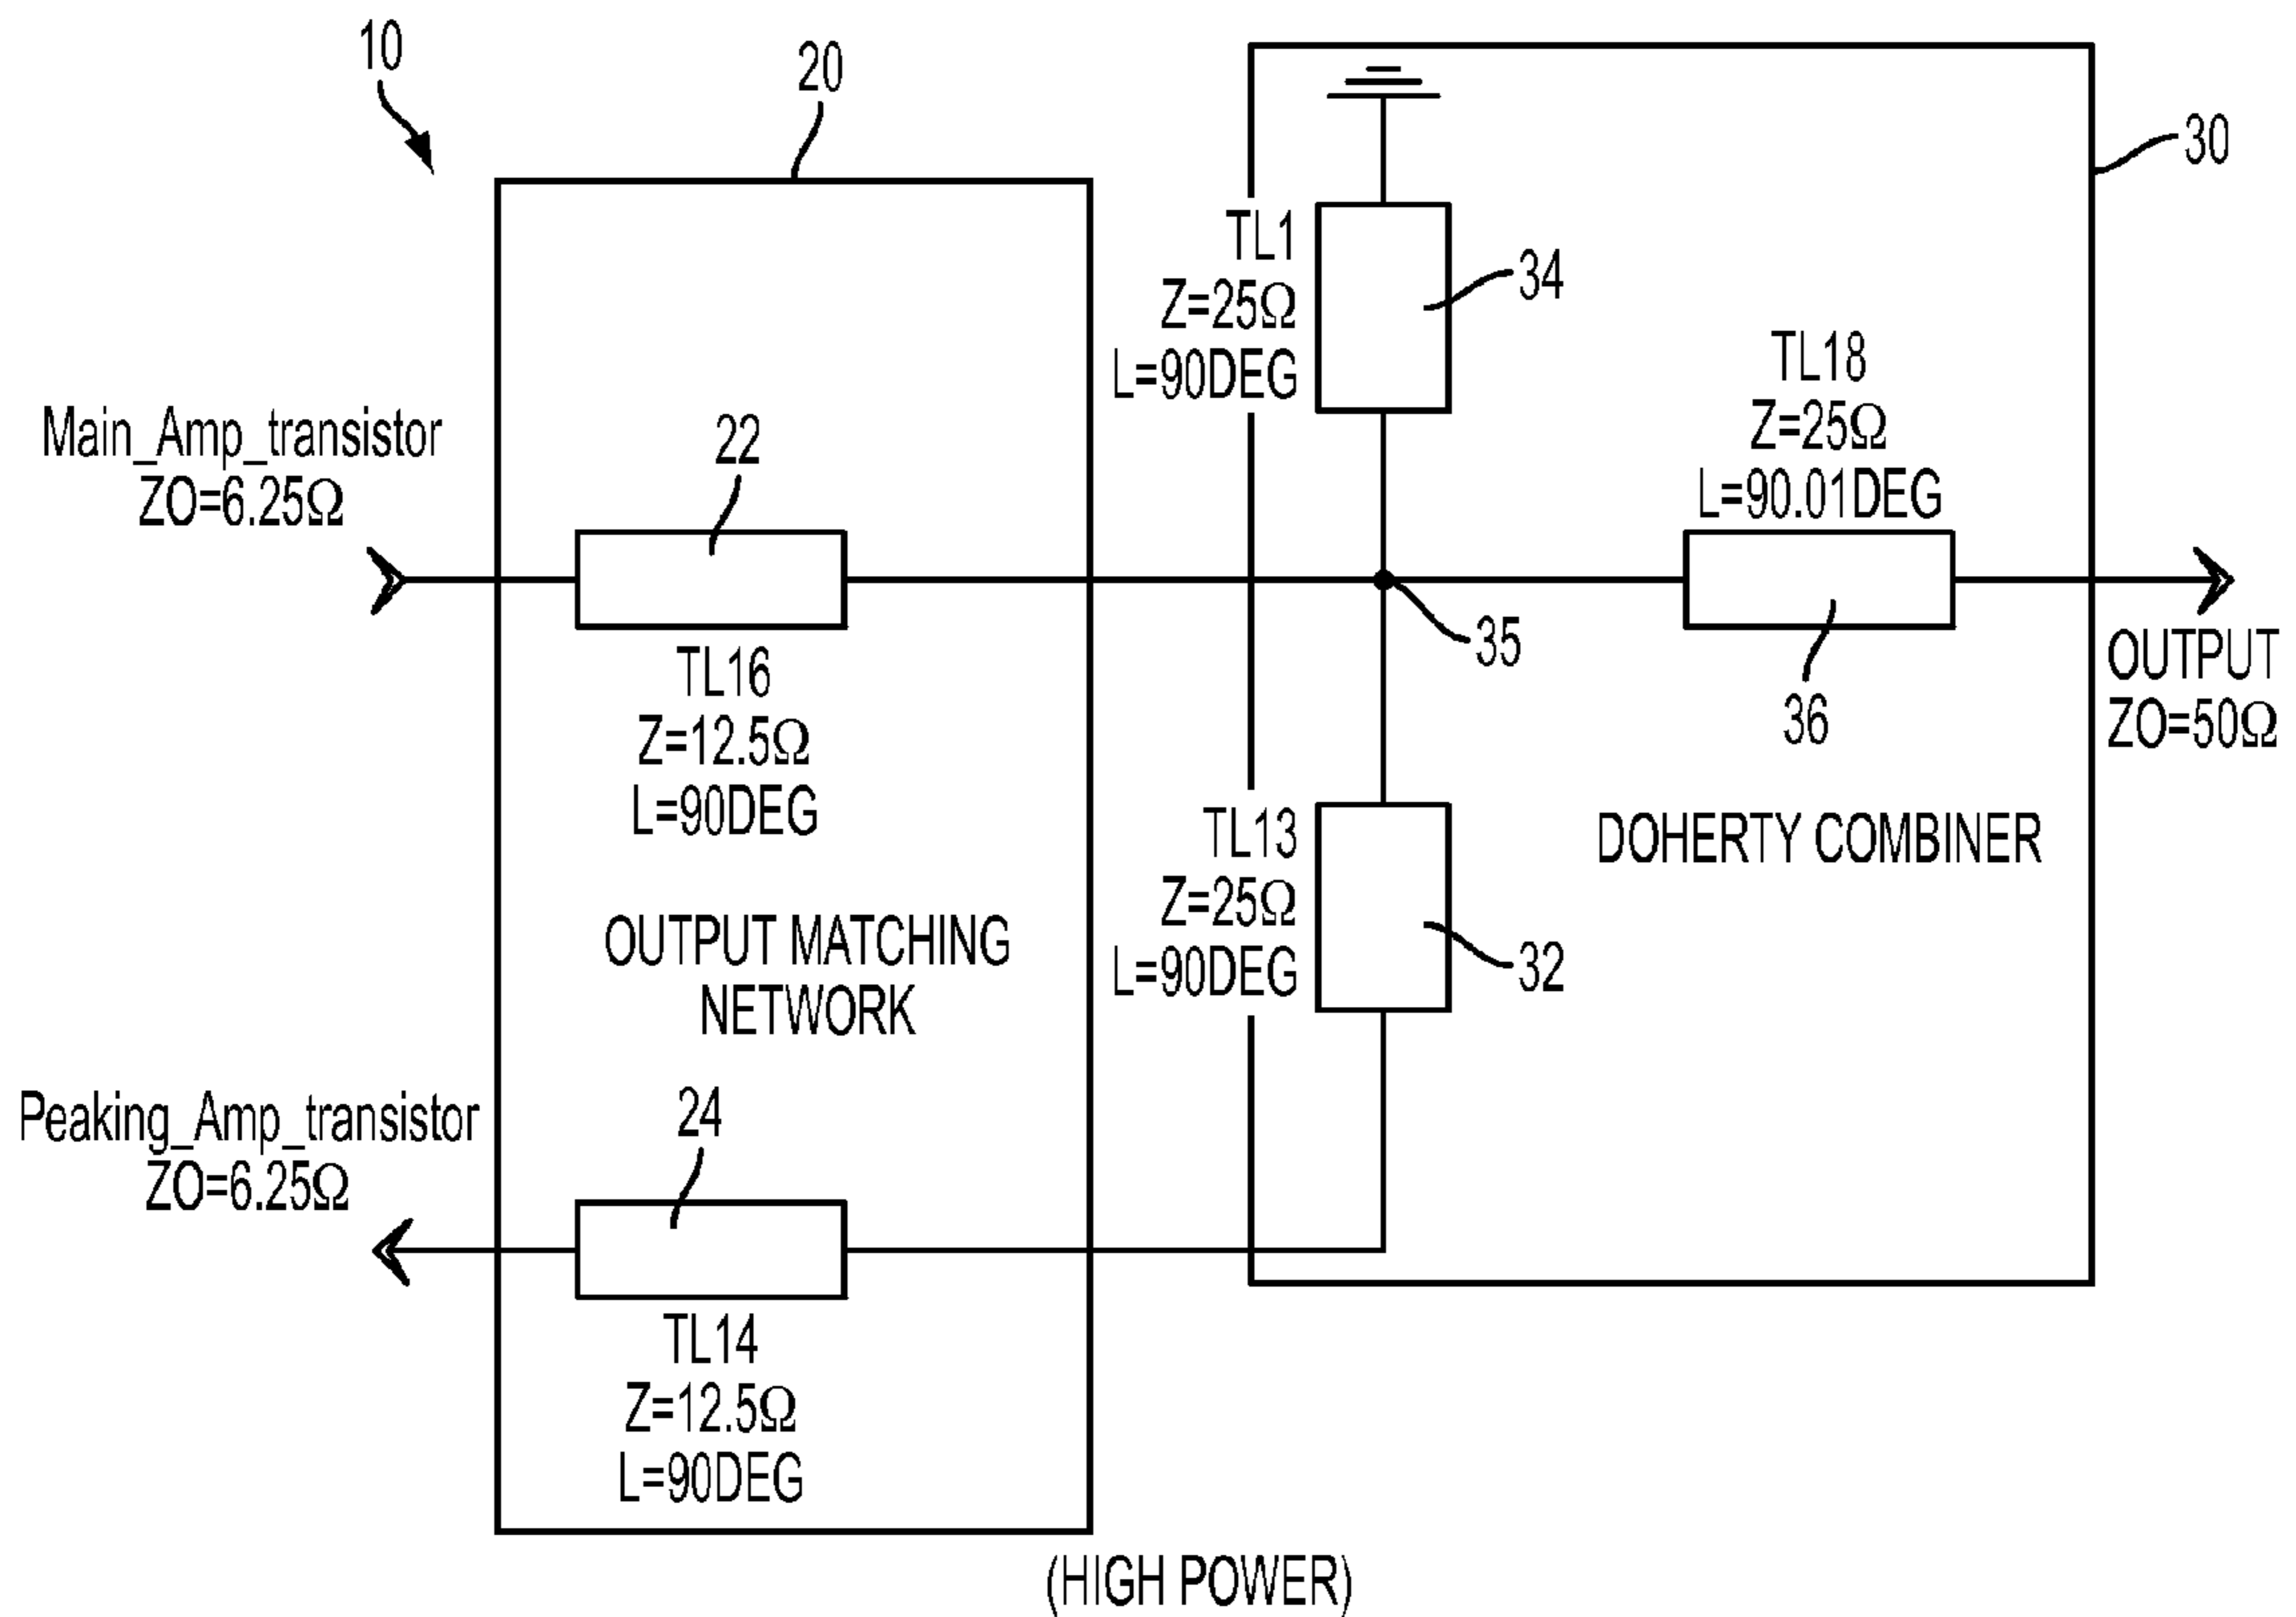 10
20
30
TL1
Z=25Ω
L=90DEG
34
TL18
Z=25Ω
L=90.01DEG
Main_Amp_transistor
ZO=6.25Ω
22
35
36
OUTPUT
ZO=50Ω
TL16
Z=12.5Ω
L=90DEG
TL13
Z=25Ω
L=90DEG
32
DOHERTY COMBINER
OUTPUT MATCHING
NETWORK
Peaking_Amp_transistor
ZO=6.25Ω
24
TL14
Z=12.5Ω
L=90DEG
(HIGH POWER)